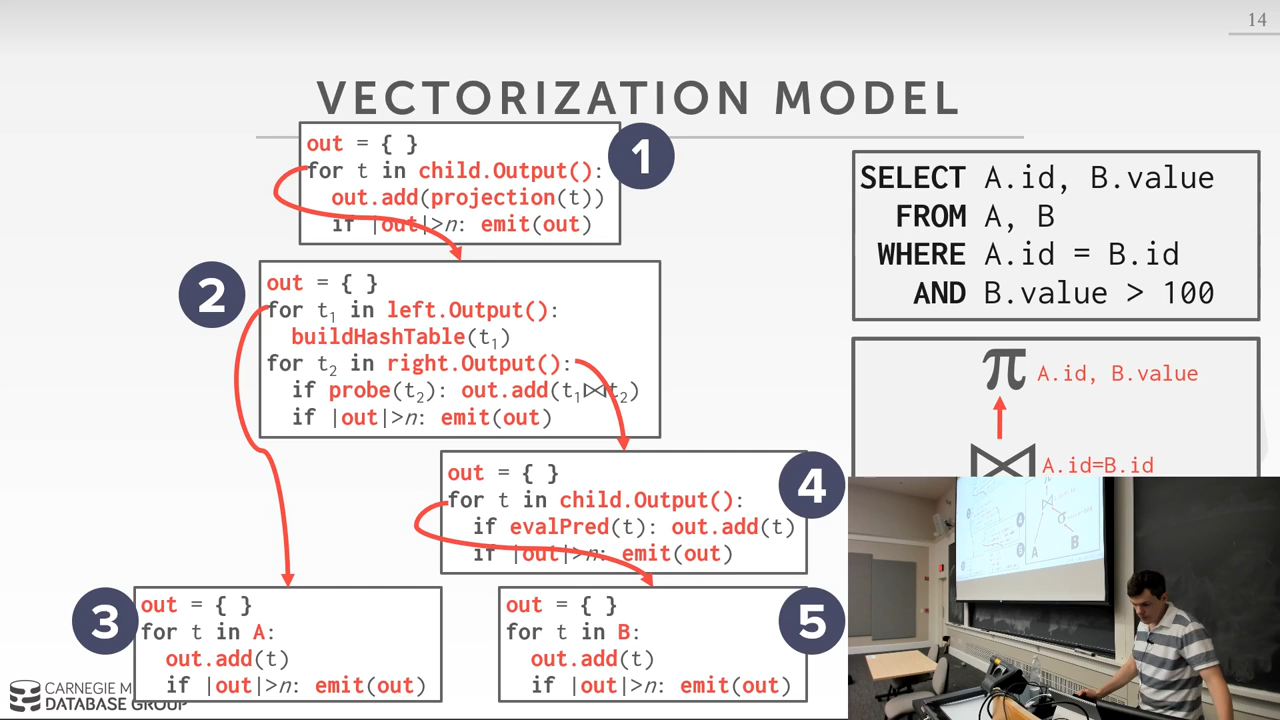 14
VECTORIZATION MODEL
out = { }
for t in child.Output():
out.add(projection(t))
if |out|>n: emit(out)
1
2
out = { }
for t₁ in left.Output():
buildHashTable(t₁)
for t₂ in right.Output():
if probe(t₂): out.add(t₁⋈t₂)
if |out|>n: emit(out)
out = { }
for t in child.Output():
if evalPred(t): out.add(t)
if |out|>n: emit(out)
4
3
out = { }
for t in A:
out.add(t)
if |out|>n: emit(out)
out = { }
for t in B:
out.add(t)
if |out|>n: emit(out)
5
SELECT A.id, B.value
FROM A, B
WHERE A.id = B.id
AND B.value > 100
π A.id, B.value
⋈ A.id=B.id
A
B
CARNEGIE M
DATABASE GROUP